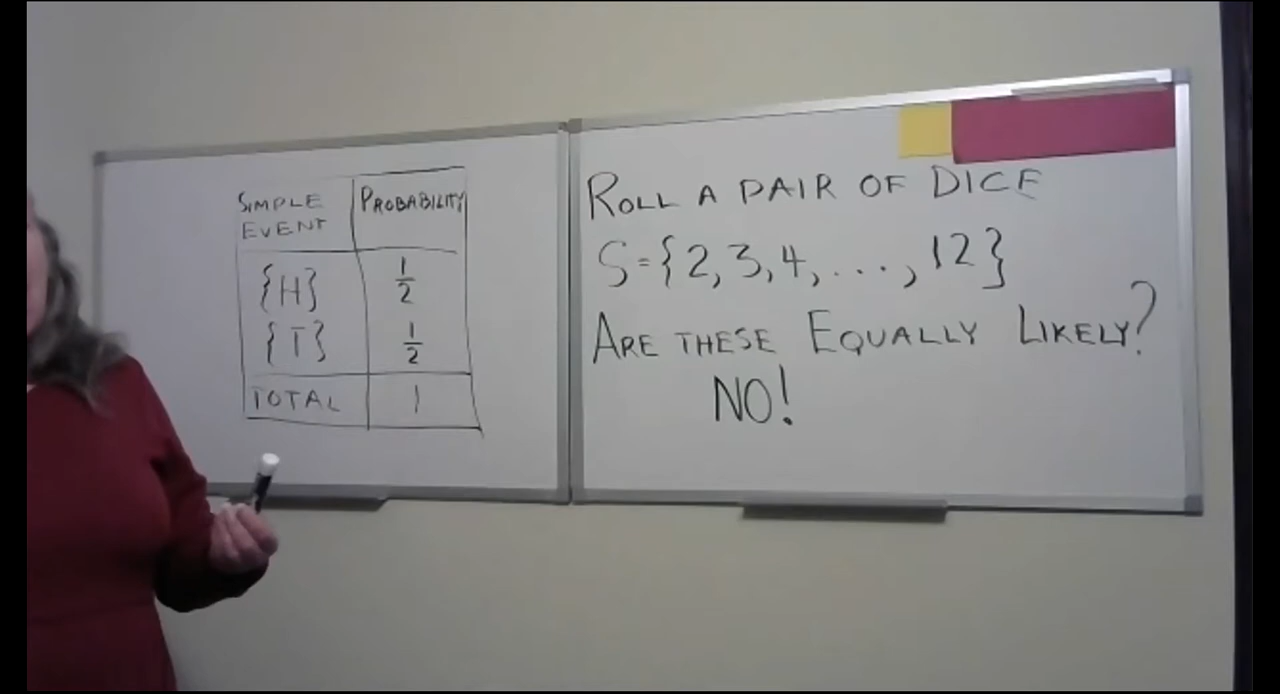 SIMPLE EVENT PROBABILITY
{H} 1/2
{T} 1/2
TOTAL 1
ROLL A PAIR OF DICE
S={2,3,4,...,12}
ARE THESE EQUALLY LIKELY?
NO!